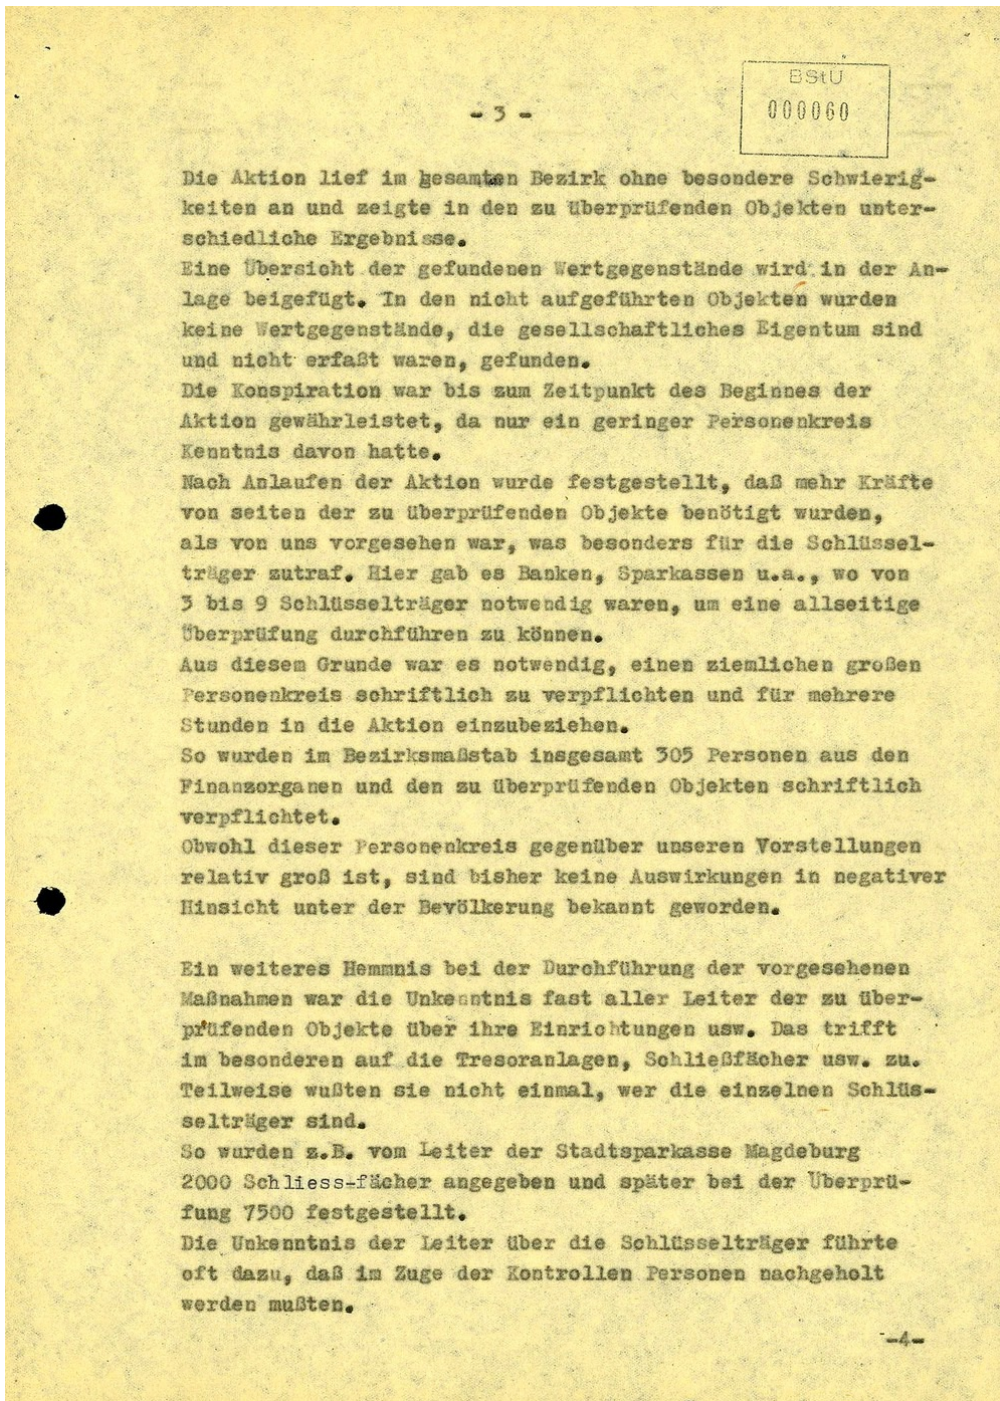 BStU
000060
- 3 -
Die Aktion lief im gesamten Bezirk ohne besondere Schwierig-
keiten an und zeigte in den zu überprüfenden Objekten unter-
schiedliche Ergebnisse.
Eine Übersicht der gefundenen Wertgegenstände wird in der An-
lage beigefügt. In den nicht aufgeführten Objekten wurden
keine Wertgegenstände, die gesellschaftliches Eigentum sind
und nicht erfaßt waren, gefunden.
Die Konspiration war bis zum Zeitpunkt des Beginnes der
Aktion gewährleistet, da nur ein geringer Personenkreis
Kenntnis davon hatte.
Nach Anlaufen der Aktion wurde festgestellt, daß mehr Kräfte
von seiten der zu überprüfenden Objekte benötigt wurden,
als von uns vorgesehen war, was besonders für die Schlüssel-
träger zutraf. Hier gab es Banken, Sparkassen u.a., wo von
3 bis 9 Schlüsselträger notwendig waren, um eine allseitige
Überprüfung durchführen zu können.
Aus diesem Grunde war es notwendig, einen ziemlichen großen
Personenkreis schriftlich zu verpflichten und für mehrere
Stunden in die Aktion einzubeziehen.
So wurden im Bezirksmaßstab insgesamt 305 Personen aus den
Finanzorganen und den zu überprüfenden Objekten schriftlich
verpflichtet.
Obwohl dieser Personenkreis gegenüber unseren Vorstellungen
relativ groß ist, sind bisher keine Auswirkungen in negativer
Hinsicht unter der Bevölkerung bekannt geworden.
Ein weiteres Hemmnis bei der Durchführung der vorgesehenen
Maßnahmen war die Unkenntnis fast aller Leiter der zu über-
prüfenden Objekte über ihre Einrichtungen usw. Das trifft
im besonderen auf die Tresoranlagen, Schließfächer usw. zu.
Teilweise wußten sie nicht einmal, wer die einzelnen Schlüs-
selträger sind.
So wurden z.B. vom Leiter der Stadtsparkasse Magdeburg
2000 Schliess-fächer angegeben und später bei der Überprü-
fung 7500 festgestellt.
Die Unkenntnis der Leiter über die Schlüsselträger führte
oft dazu, daß im Zuge der Kontrollen Personen nachgeholt
werden mußten.
-4-